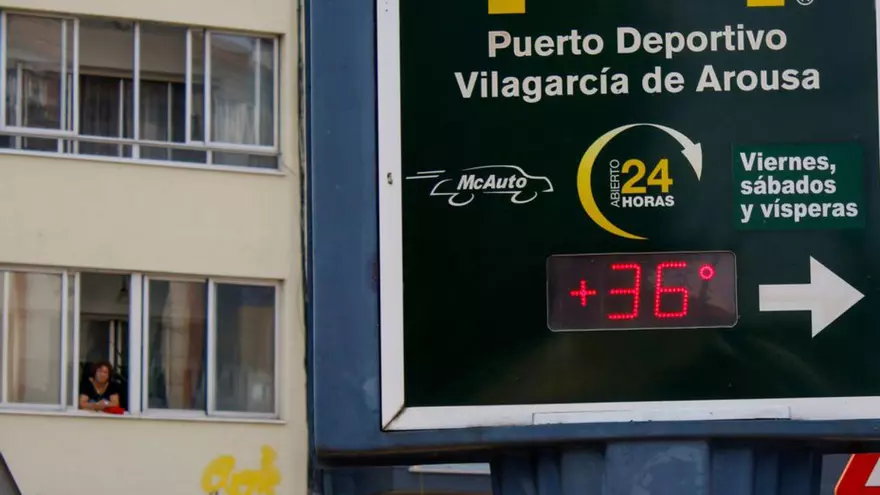 ®
Puerto Deportivo
Vilagarcía de Arousa
McAuto
ABIERTO
24
HORAS
Viernes,
sábados
y vísperas
+36°